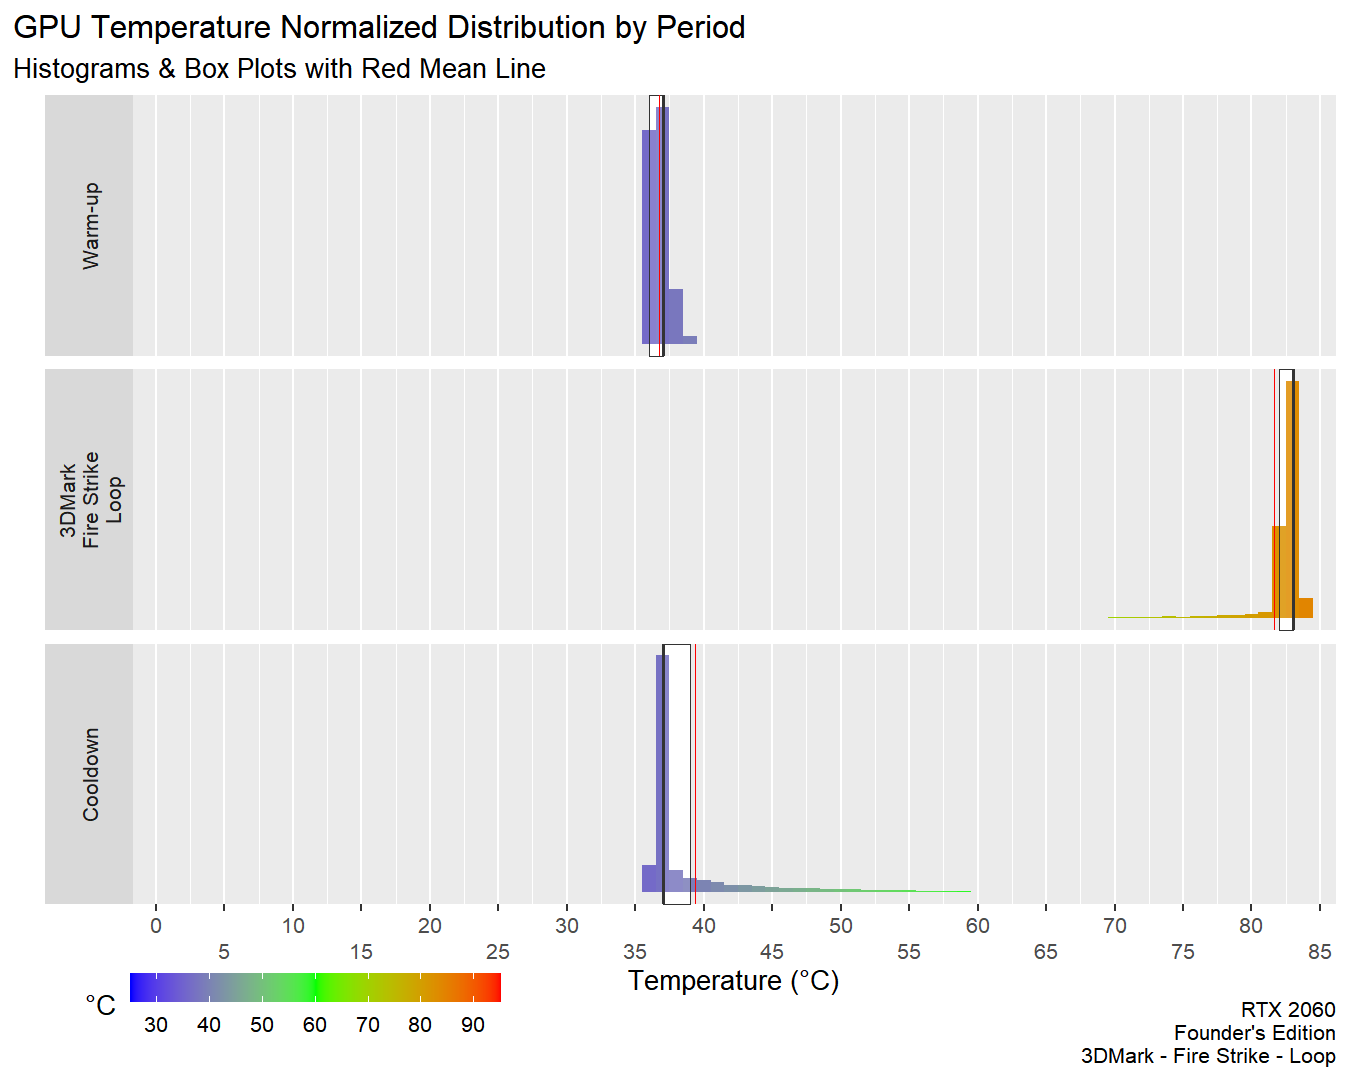 GPU Temperature Normalized Distribution by Period
Histograms & Box Plots with Red Mean Line
Warm-up
3DMark
Fire Strike
Loop
Cooldown
0 10 20 30 40 50 60 70 80
5 15 25 35 45 55 65 75 85
Temperature (°C)
°C
30 40 50 60 70 80 90
RTX 2060
Founder's Edition
3DMark - Fire Strike - Loop